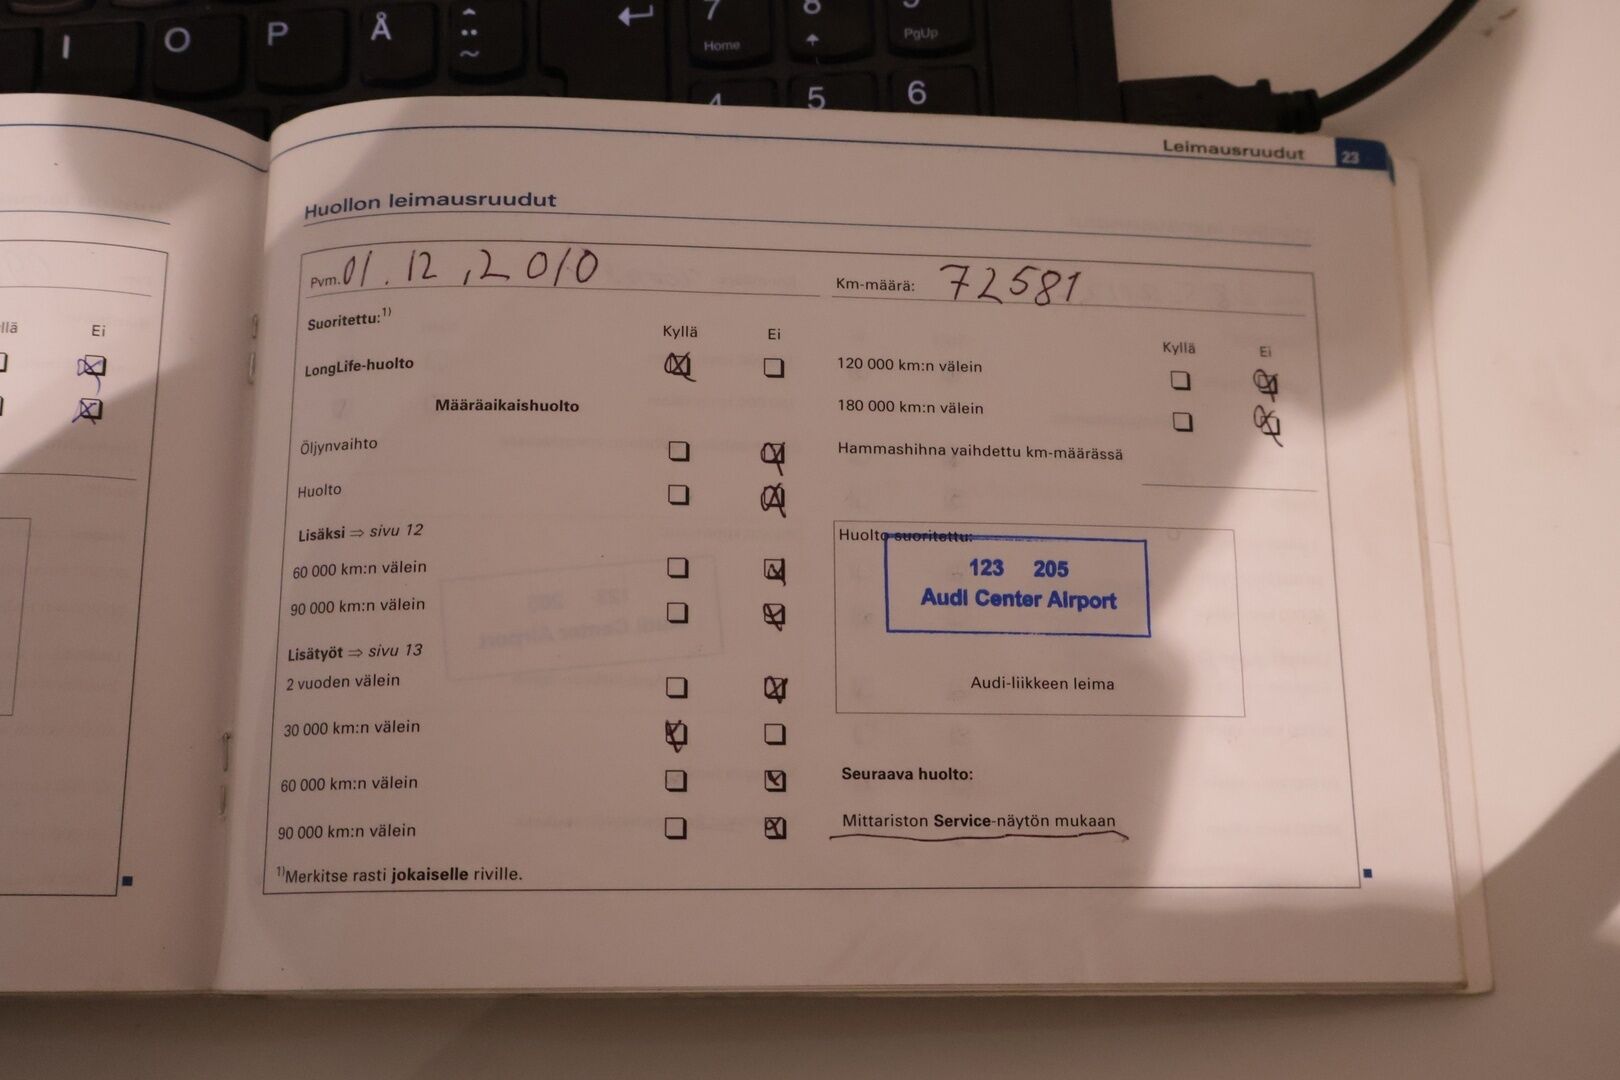 I O P Å ¨ ^ ~ ↵ 7 Home 8 9 PgUp
4 5 6
Leimausruudut 23
Huollon leimausruudut
Pvm. 01.12.2010
Km-määrä: 72581
Suoritettu:1)
Kyllä Ei
LongLife-huolto
Määräaikaishuolto
Öljynvaihto
Huolto
Lisäksi ⇒ sivu 12
60 000 km:n välein
90 000 km:n välein
Lisätyöt ⇒ sivu 13
2 vuoden välein
30 000 km:n välein
60 000 km:n välein
90 000 km:n välein
1)Merkitse rasti jokaiselle riville.
Kyllä Ei
120 000 km:n välein
180 000 km:n välein
Hammashihna vaihdettu km-määrässä
Huolto suoritettu:
123 205
Audi Center Airport
Audi-liikkeen leima
Seuraava huolto:
Mittariston Service-näytön mukaan
Ei